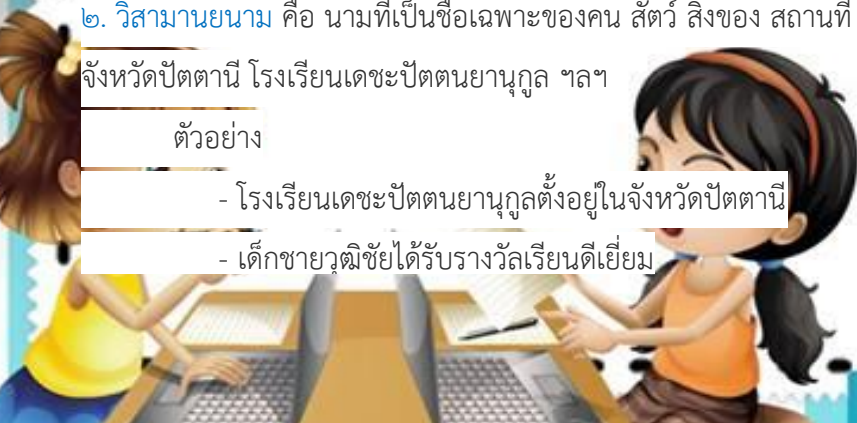 ๒. วิสามานยนาม คือ นามที่เป็นชื่อเฉพาะของคน สัตว์ สิ่งของ สถานที่
จังหวัดปัตตานี โรงเรียนเดชะปัตตนยานุกูล ฯลฯ
ตัวอย่าง
- โรงเรียนเดชะปัตตนยานุกูลตั้งอยู่ในจังหวัดปัตตานี
- เด็กชายวุฒิชัยได้รับรางวัลเรียนดีเยี่ยม